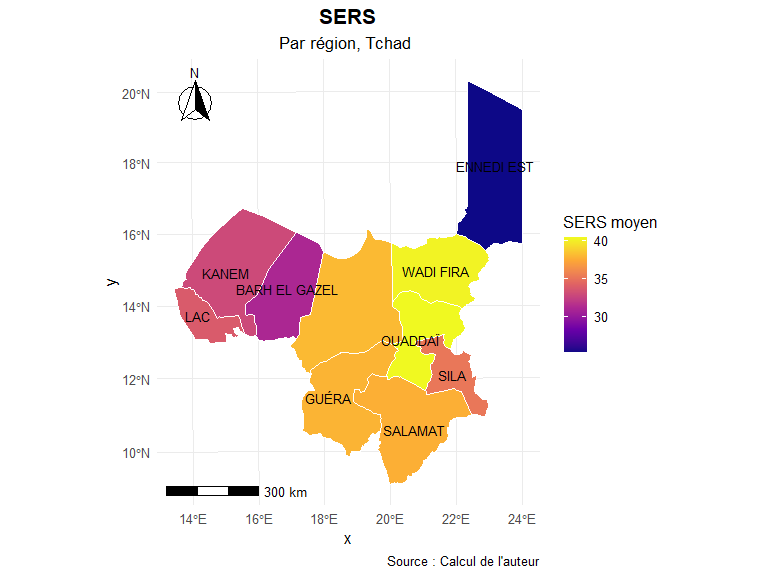 SERS
Par région, Tchad
N
20°N
18°N
16°N
14°N
12°N
10°N
y
ENNEDI EST
WADI FIRA
KANEM
BARH EL GAZEL
LAC
OUADDAÏ
SILA
GUÉRA
SALAMAT
300 km
14°E 16°E 18°E 20°E 22°E 24°E
x
SERS moyen
40
35
30
Source : Calcul de l'auteur